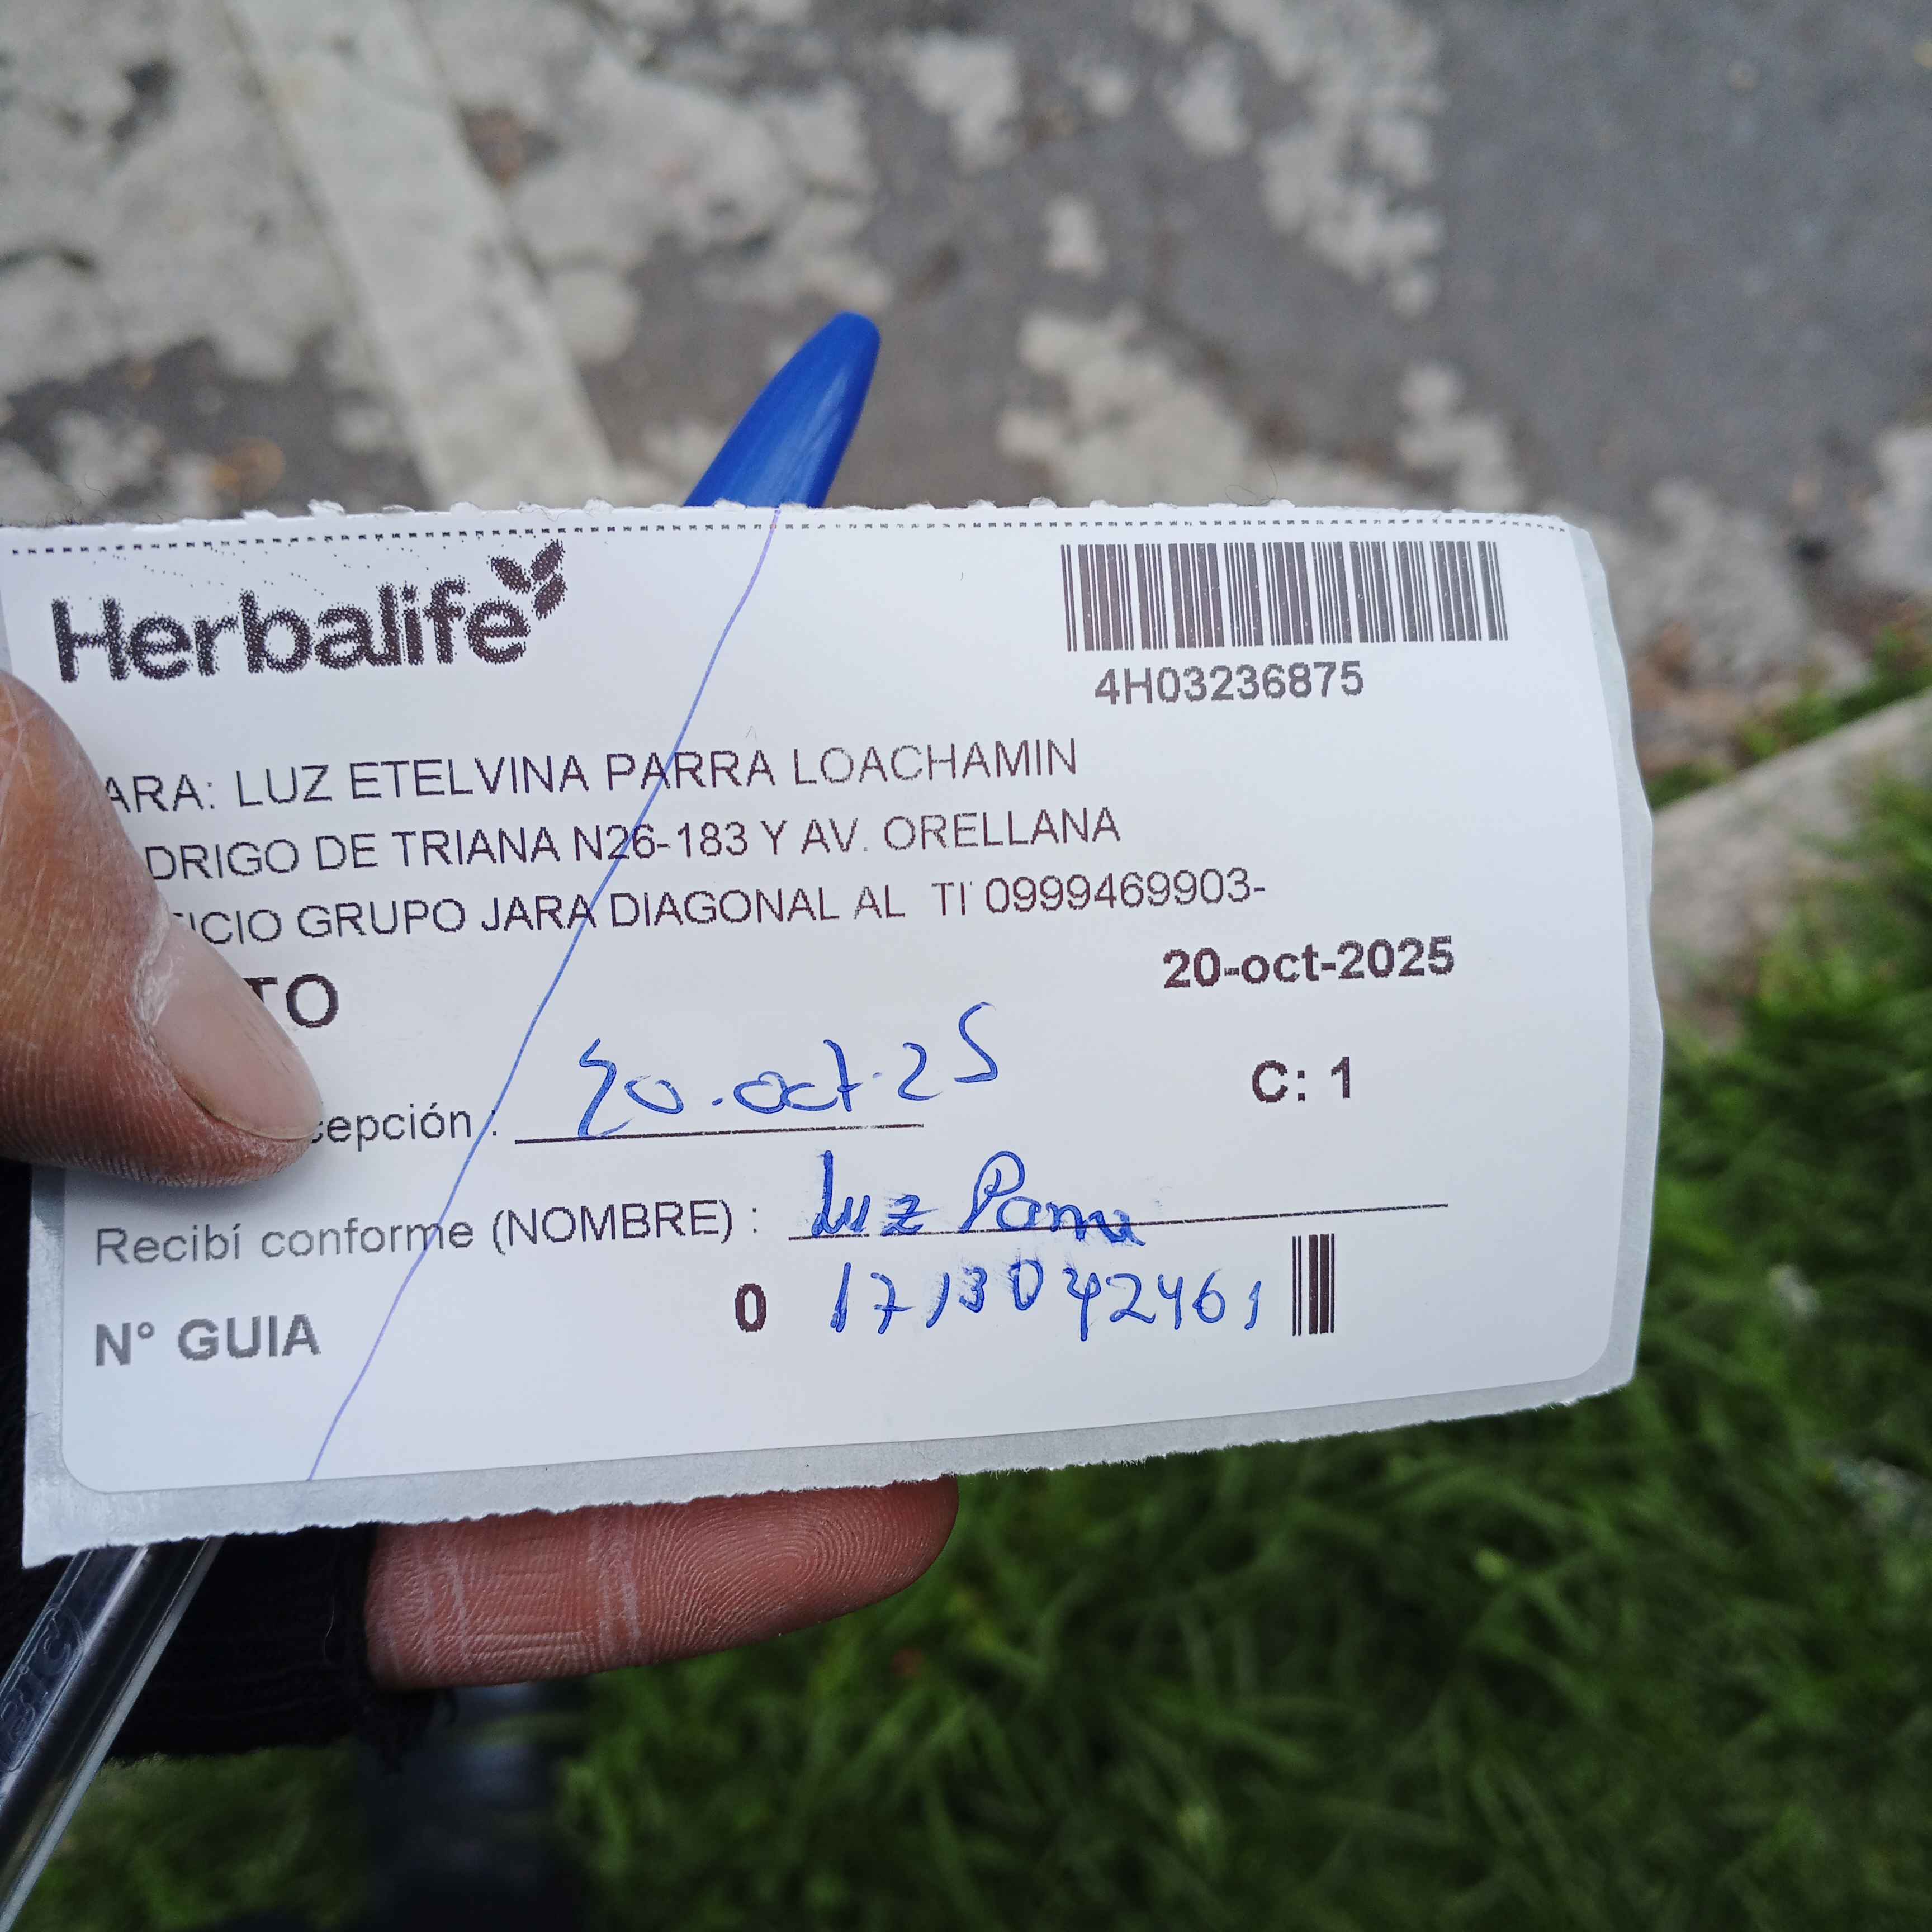 Herbalife
4H03236875
ARA: LUZ ETELVINA PARRA LOACHAMIN
DRIGO DE TRIANA N26-183 Y AV. ORELLANA
ICIO GRUPO JARA DIAGONAL AL TI 0999469903-
TO
20-oct-2025
cepción : 20.oct.25
C: 1
Recibí conforme (NOMBRE) : Luz Parra
N° GUIA 0 1713042461
BiC